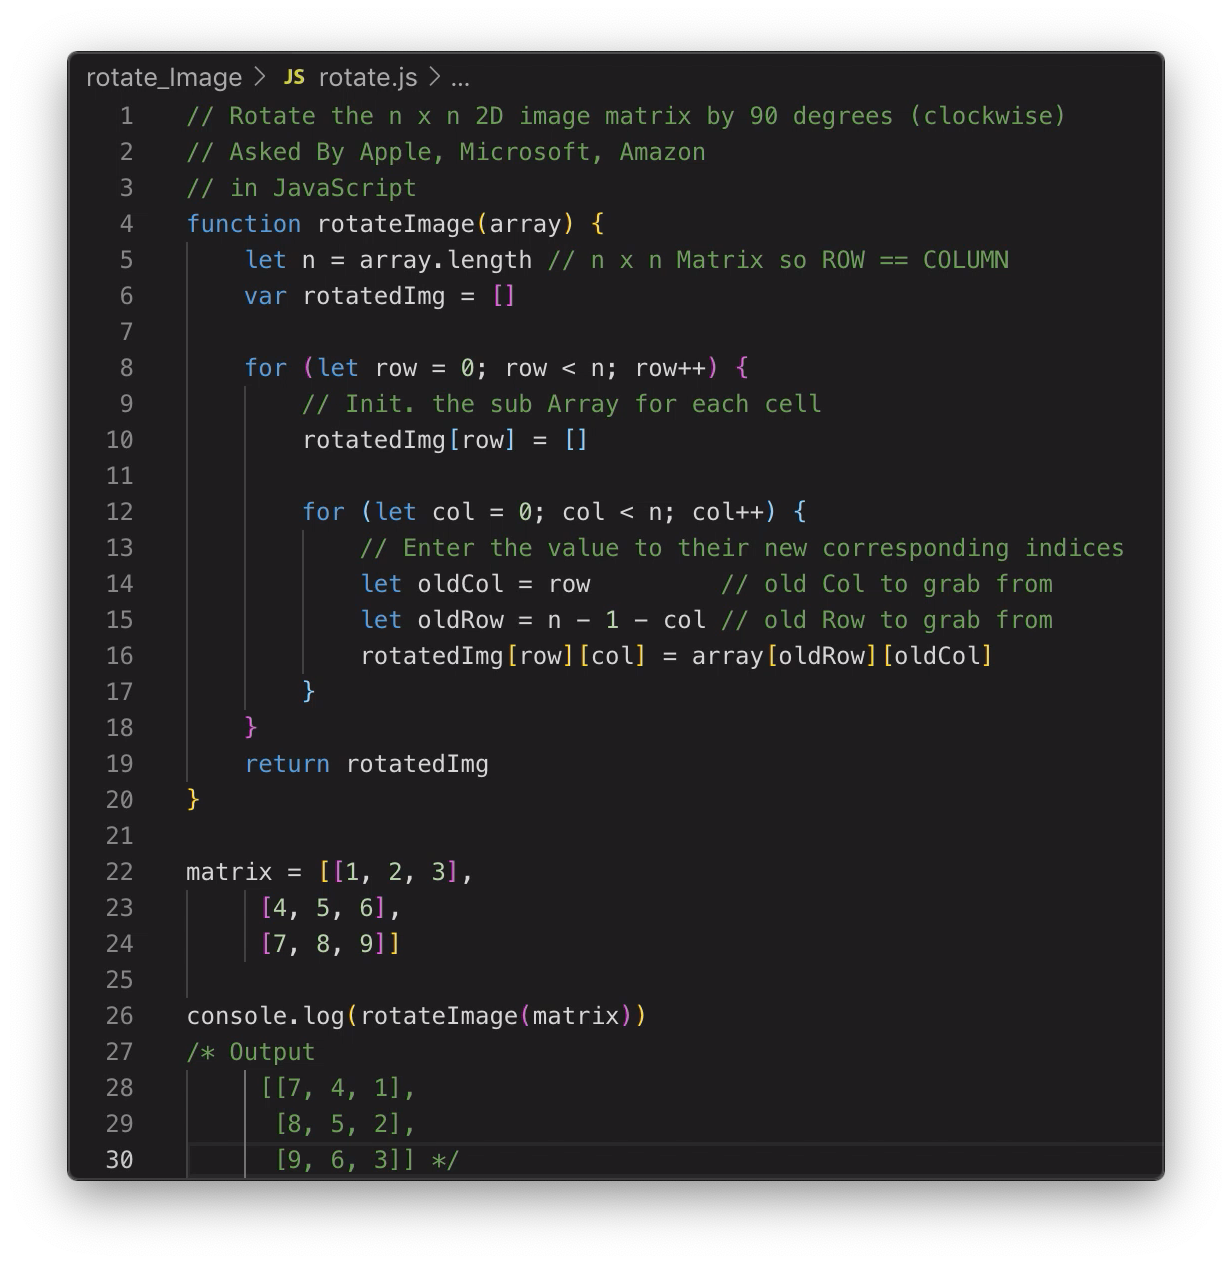 rotate_Image > JS rotate.js > ...
1 // Rotate the n x n 2D image matrix by 90 degrees (clockwise)
2 // Asked By Apple, Microsoft, Amazon
3 // in JavaScript
4 function rotateImage(array) {
5     let n = array.length // n x n Matrix so ROW == COLUMN
6     var rotatedImg = []
7
8     for (let row = 0; row < n; row++) {
9         // Init. the sub Array for each cell
10         rotatedImg[row] = []
11
12         for (let col = 0; col < n; col++) {
13             // Enter the value to their new corresponding indices
14             let oldCol = row         // old Col to grab from
15             let oldRow = n - 1 - col // old Row to grab from
16             rotatedImg[row][col] = array[oldRow][oldCol]
17         }
18     }
19     return rotatedImg
20 }
21
22 matrix = [[1, 2, 3],
23      [4, 5, 6],
24      [7, 8, 9]]
25
26 console.log(rotateImage(matrix))
27 /* Output
28      [[7, 4, 1],
29       [8, 5, 2],
30       [9, 6, 3]] */